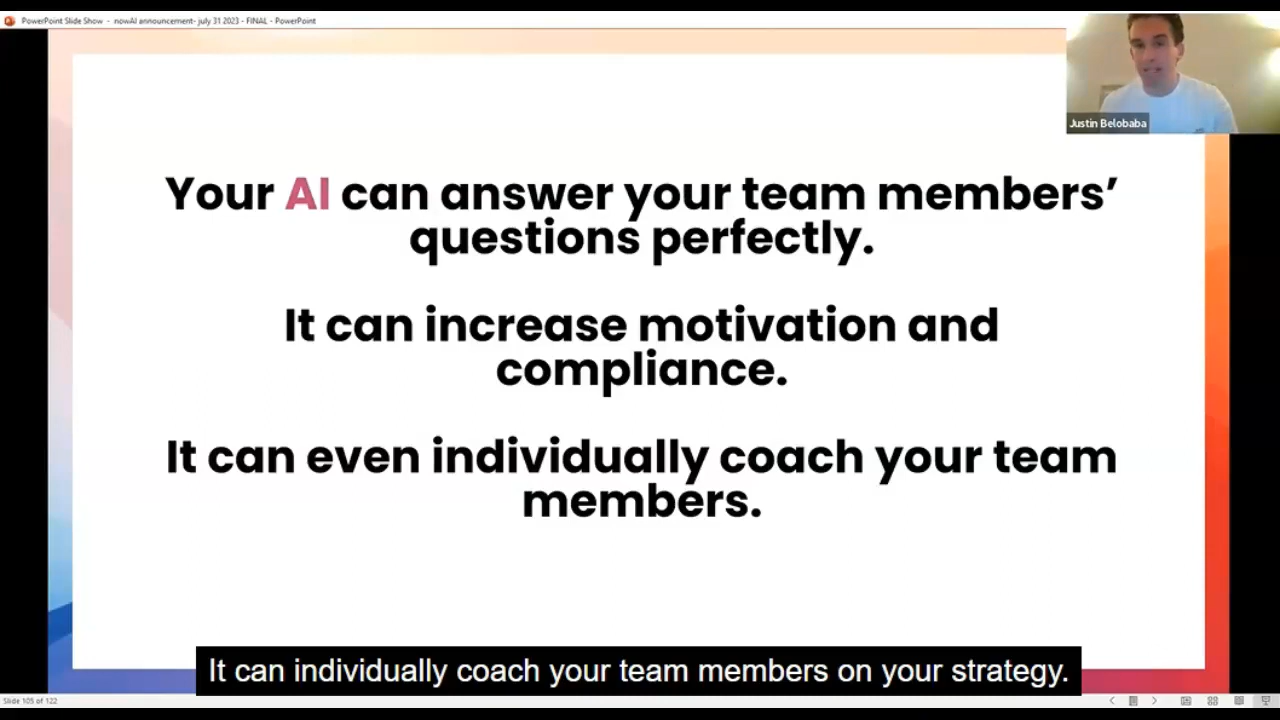 PowerPoint Slide Show - nowAI announcement- july 31 2023 - FINAL - PowerPoint
Justin Belobaba
Your AI can answer your team members’
questions perfectly.
It can increase motivation and
compliance.
It can even individually coach your team
members.
It can individually coach your team members on your strategy.
Slide 105 of 122